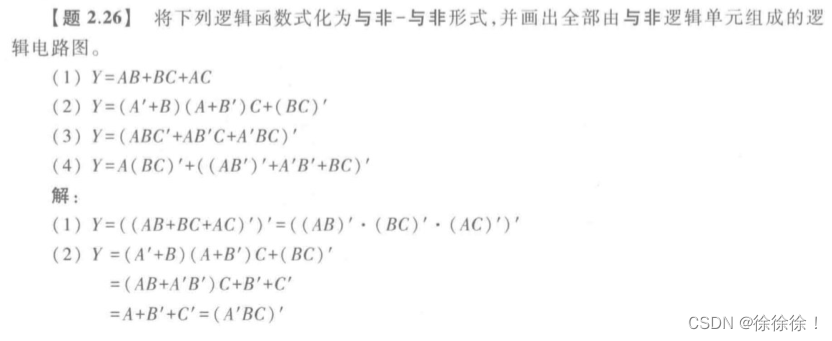 【题 2.26】 将下列逻辑函数式化为与非-与非形式,并画出全部由与非逻辑单元组成的逻
辑电路图。
(1) Y=AB+BC+AC
(2) Y=(A′+B)(A+B′)C+(BC)′
(3) Y=(ABC′+AB′C+A′BC)′
(4) Y=A(BC)′+((AB′)′+A′B′+BC)′
解:
(1) Y=((AB+BC+AC)′)′=((AB)′·(BC)′·(AC)′)′
(2) Y =(A′+B)(A+B′)C+(BC)′
=(AB+A′B′)C+B′+C′
=A+B′+C′=(A′BC)′
CSDN @徐徐徐!